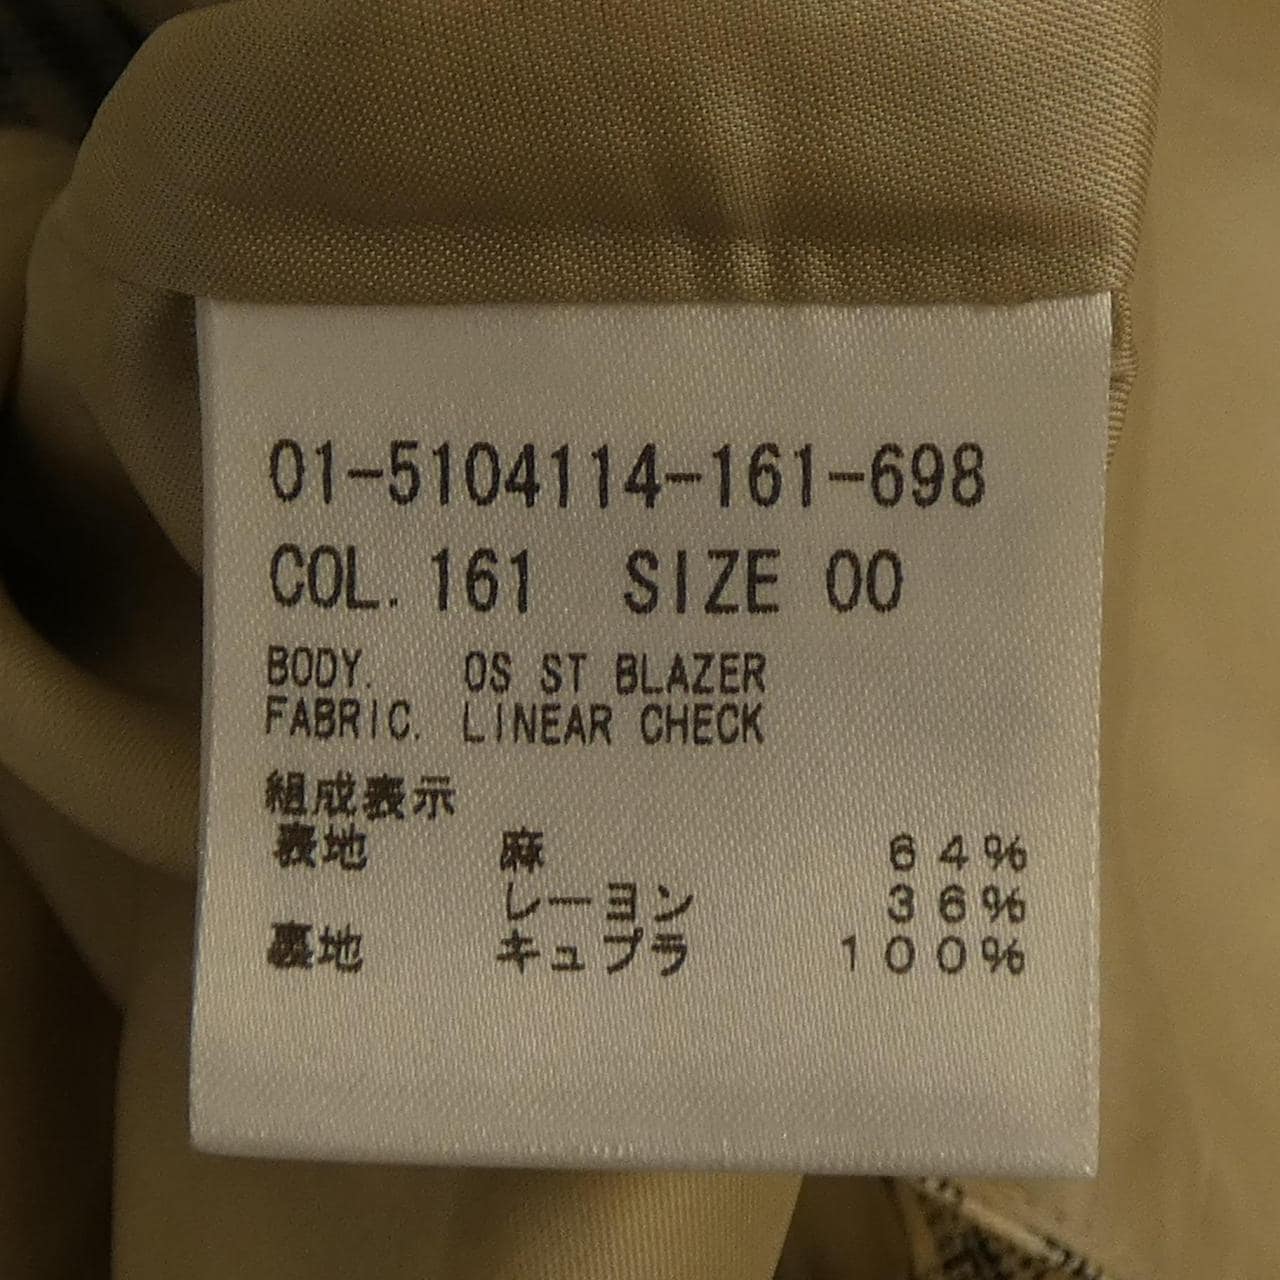 01-5104114-161-698
COL. 161 SIZE 00
BODY. OS ST BLAZER
FABRIC. LINEAR CHECK
組成表示
表地 麻 64%
レーヨン 36%
裏地 キュプラ 100%